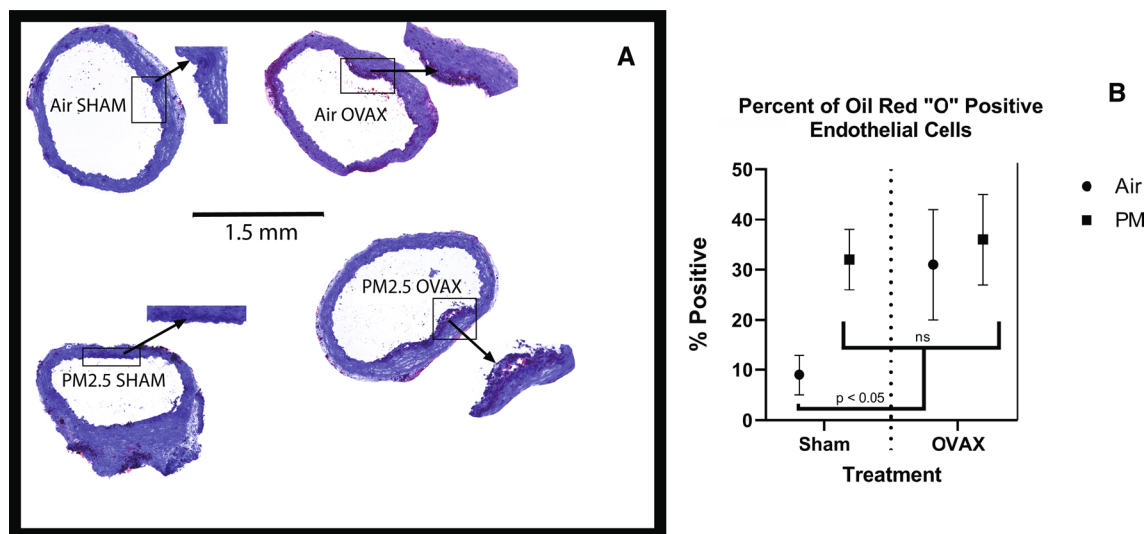 A
Air SHAM
Air OVAX
1.5 mm
PM2.5 OVAX
PM2.5 SHAM
B
Percent of Oil Red "O" Positive
Endothelial Cells
Air
PM
% Positive
50
40
30
20
10
0
ns
p < 0.05
Sham
OVAX
Treatment